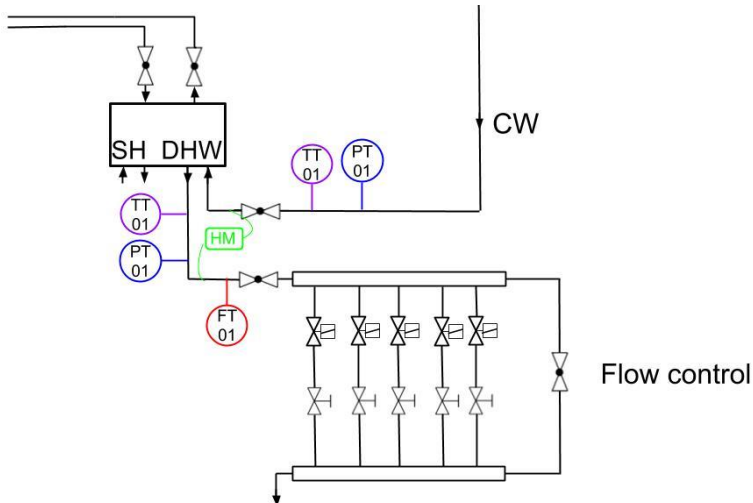 CW
SH DHW
TT
01
PT
01
TT
01
HM
PT
01
FT
01
Flow control